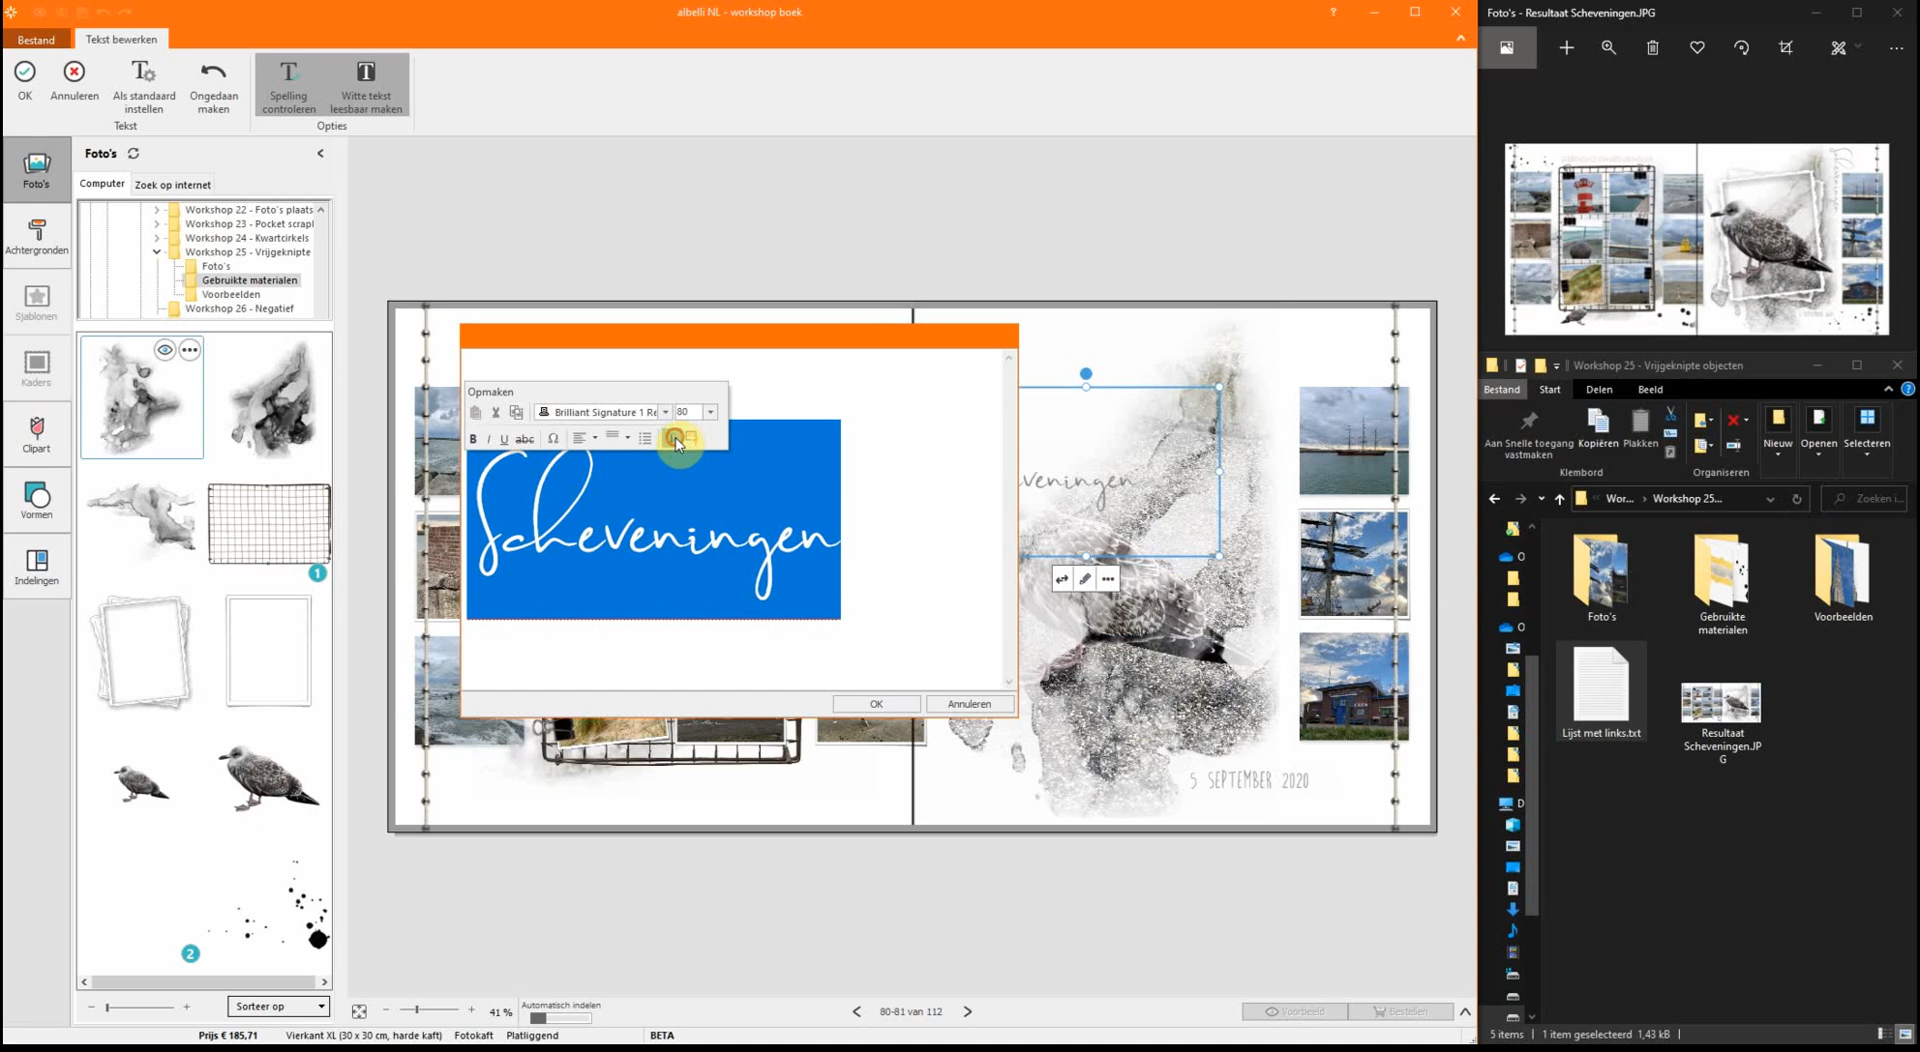 albelli NL - workshop boek
?
Bestand
Tekst bewerken
OK
Annuleren
Als standaard instellen
Ongedaan maken
Spelling controleren
Witte tekst leesbaar maken
Tekst
Opties
Foto's
Achtergronden
Sjablonen
Kaders
Clipart
Vormen
Indelingen
Foto's
Computer
Zoek op internet
Workshop 22 - Foto's plaats
Workshop 23 - Pocket scrapl
Workshop 24 - Kwartcirkels
Workshop 25 - Vrijgeknipte
Foto's
Gebruikte materialen
Voorbeelden
Workshop 26 - Negatief
1
2
Sorteer op
Opmaken
Brilliant Signature 1 Re
80
B I U abc Ω
Scheveningen
OK
Annuleren
veningen
5 SEPTEMBER 2020
41 %
Automatisch indelen
80-81 van 112
Voorbeeld
Bestellen
Prijs € 185,71
Vierkant XL (30 x 30 cm, harde kaft)
Fotokaft
Platliggend
BETA
Foto's - Resultaat Scheveningen.JPG
Workshop 25 - Vrijgeknipte objecten
Bestand
Start
Delen
Beeld
Aan Snelle toegang vastmaken
Kopiëren
Plakken
Nieuw
Openen
Selecteren
Klembord
Organiseren
Wor...
Workshop 25...
Zoeken i...
O
O
D
Foto's
Gebruikte materialen
Voorbeelden
Lijst met links.txt
Resultaat
Scheveningen.JP
G
5 items
1 item geselecteerd 1,43 kB